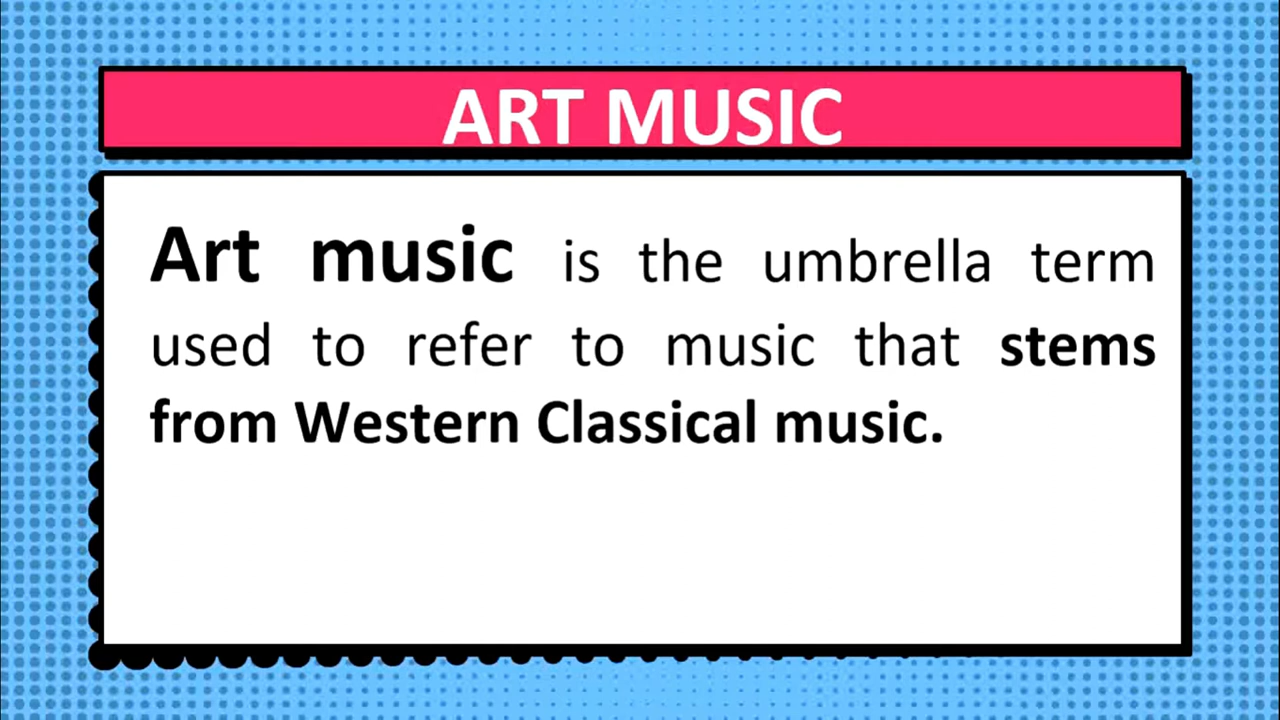 ART MUSIC
Art music is the umbrella term
used to refer to music that stems
from Western Classical music.